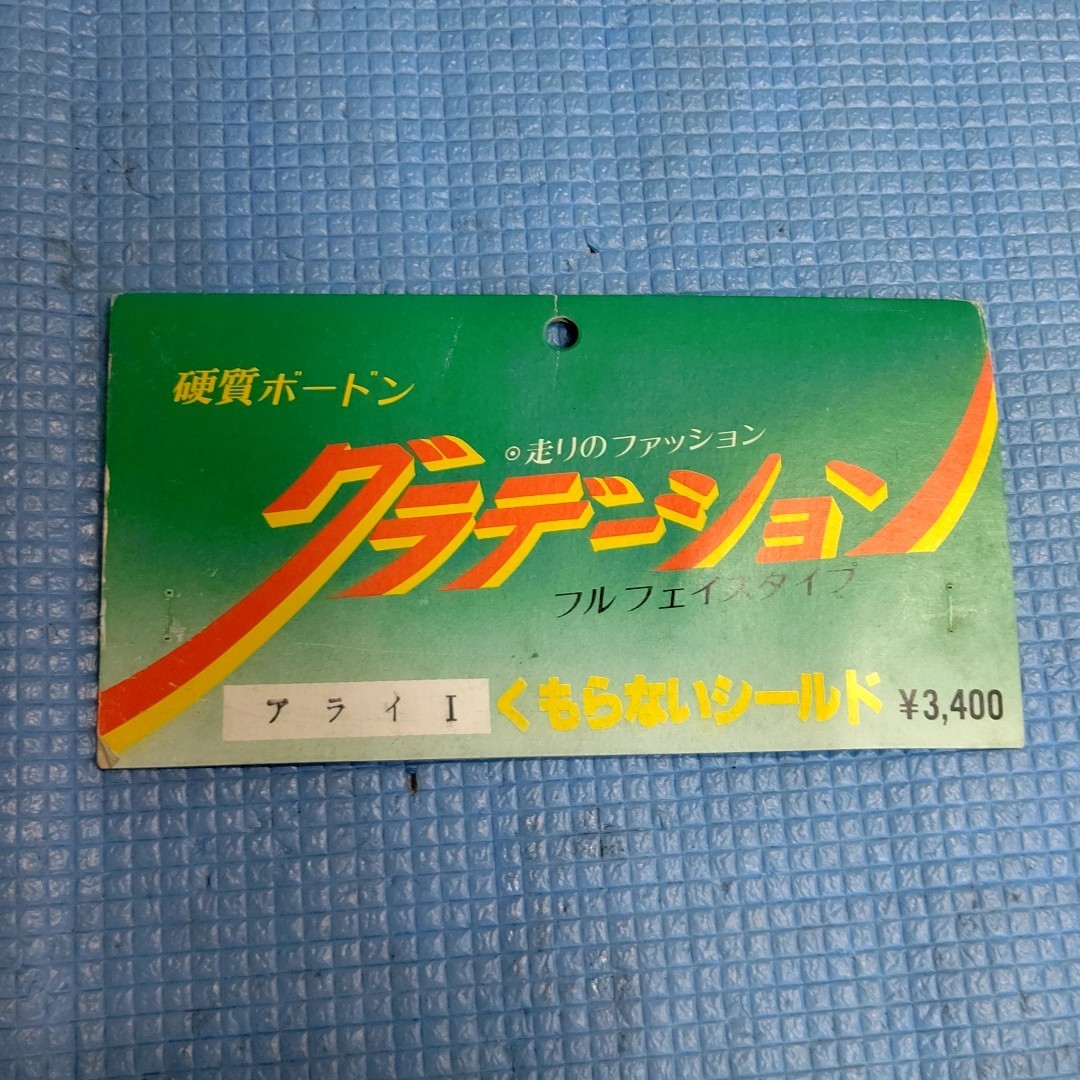 硬質ボードン
◎走りのファッション
グラデーション
フルフェイスタイプ
アライI
くもらないシールド ¥3,400